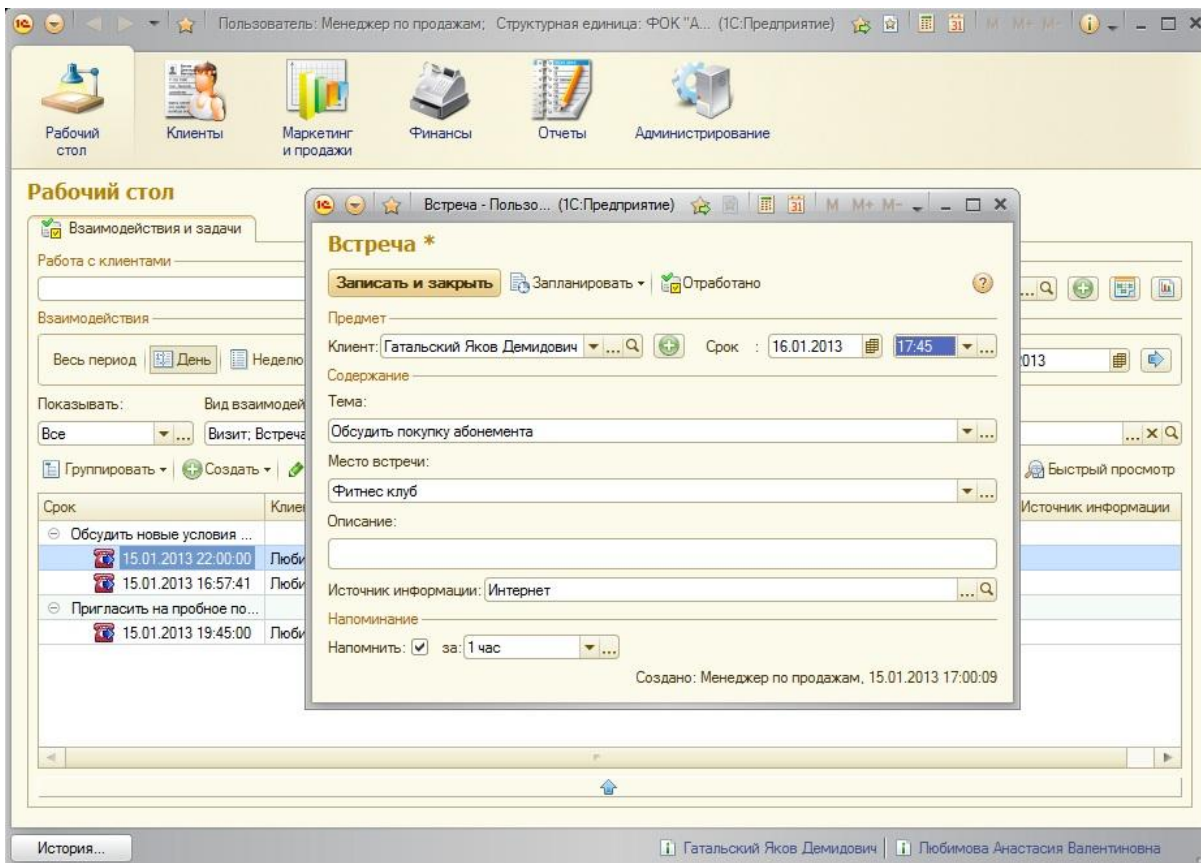 Пользователь: Менеджер по продажам; Структурная единица: ФОК "А... (1С:Предприятие) M M+ M-
Рабочий стол
Клиенты
Маркетинг и продажи
Финансы
Отчеты
Администрирование
Рабочий стол
Взаимодействия и задачи
Работа с клиентами
Взаимодействия
Весь период День Неделю
013
Показывать: Вид взаимодей
Все Визит; Встреча
Группировать Создать Быстрый просмотр
Срок Клие Источник информации
Обсудить новые условия ...
15.01.2013 22:00:00 Люби
15.01.2013 16:57:41 Люби
Пригласить на пробное по...
15.01.2013 19:45:00 Люби
Встреча - Пользо... (1С:Предприятие) 31 M M+ M-
Встреча *
Записать и закрыть Запланировать Отработано ?
Предмет
Клиент: Гатальский Яков Демидович ... Срок : 16.01.2013 17:45 ...
Содержание
Тема:
Обсудить покупку абонемента ...
Место встречи:
Фитнес клуб ...
Описание:
Источник информации: Интернет ...
Напоминание
Напомнить: за: 1 час ...
Создано: Менеджер по продажам, 15.01.2013 17:00:09
История... Гатальский Яков Демидович Любимова Анастасия Валентиновна